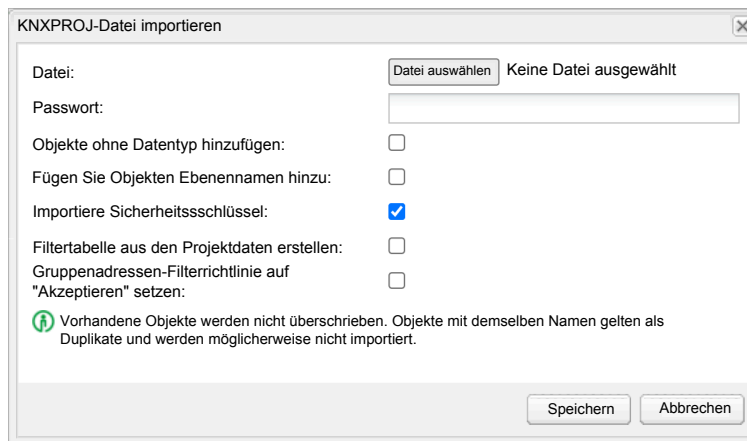 KNXPROJ-Datei importieren
Datei: Datei auswählen Keine Datei ausgewählt
Passwort:
Objekte ohne Datentyp hinzufügen:
Fügen Sie Objekten Ebenennamen hinzu:
Importiere Sicherheitssschlüssel:
Filtertabelle aus den Projektdaten erstellen:
Gruppenadressen-Filterrichtlinie auf
"Akzeptieren" setzen:
Vorhandene Objekte werden nicht überschrieben. Objekte mit demselben Namen gelten als
Duplikate und werden möglicherweise nicht importiert.
Speichern Abbrechen